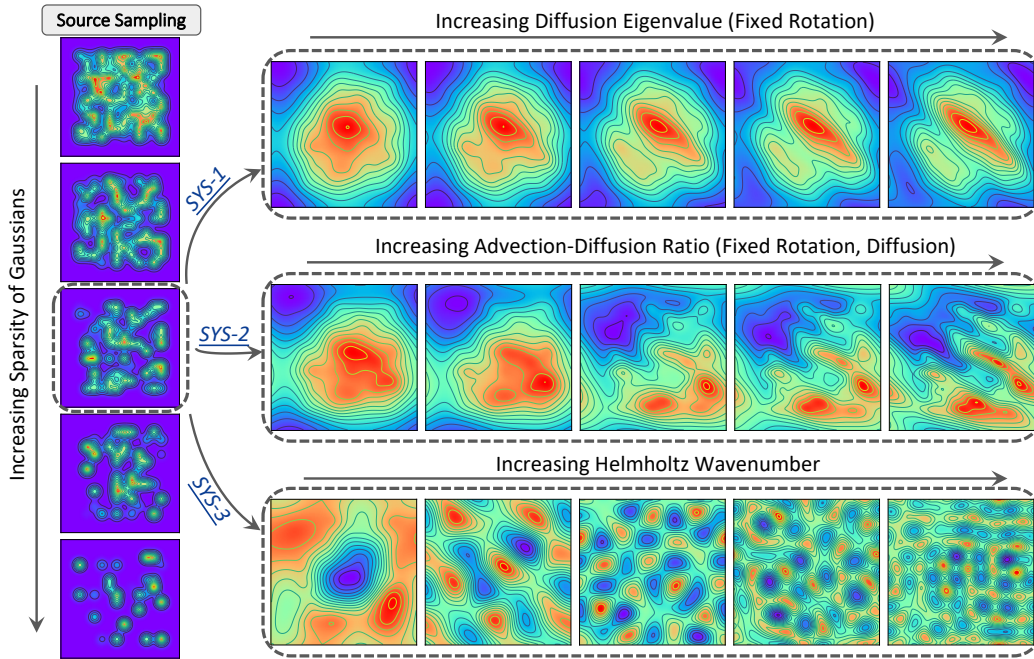 Source Sampling
Increasing Sparsity of Gaussians
Increasing Diffusion Eigenvalue (Fixed Rotation)
SYS-1
Increasing Advection-Diffusion Ratio (Fixed Rotation, Diffusion)
SYS-2
Increasing Helmholtz Wavenumber
SYS-3